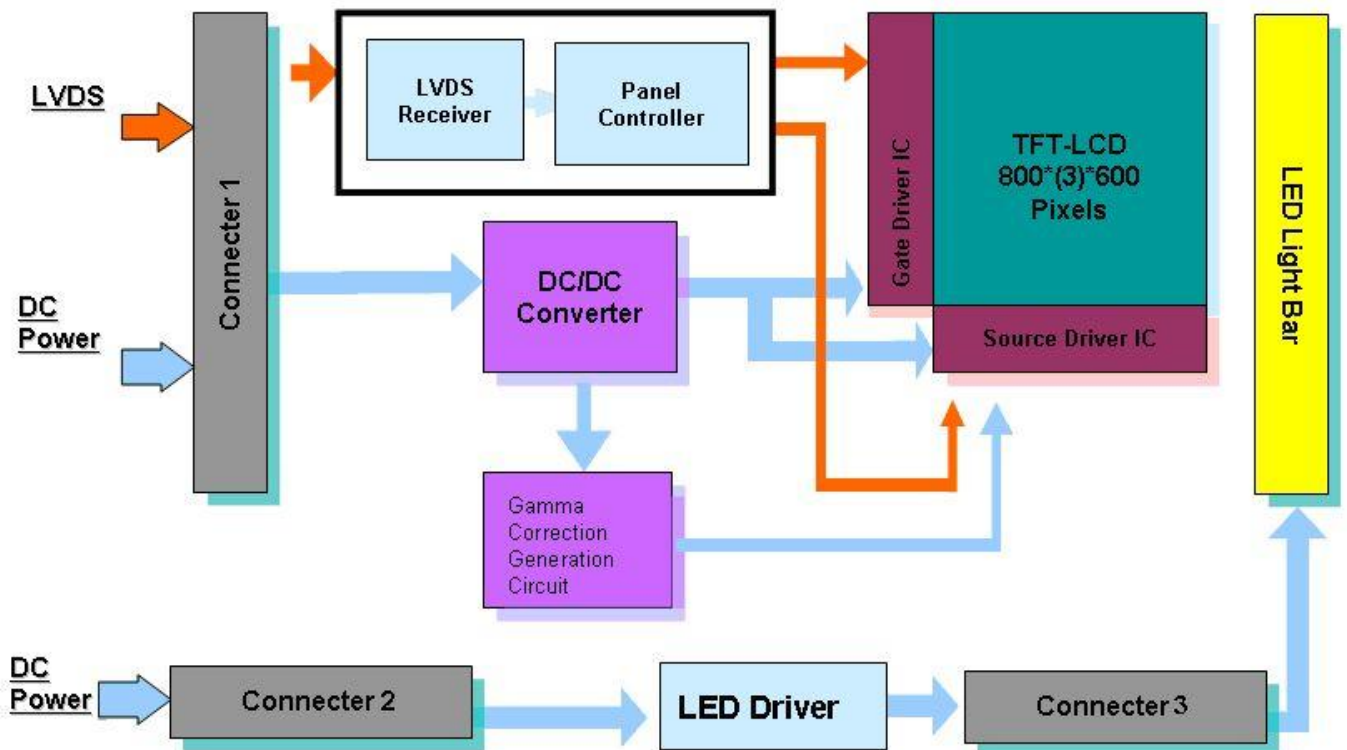 LVDS
DC
Power
Connecter 1
LVDS
Receiver
Panel
Controller
DC/DC
Converter
Gamma
Correction
Generation
Circuit
Gate Driver IC
TFT-LCD
800*(3)*600
Pixels
Source Driver IC
LED Light Bar
DC
Power
Connecter 2
LED Driver
Connecter 3